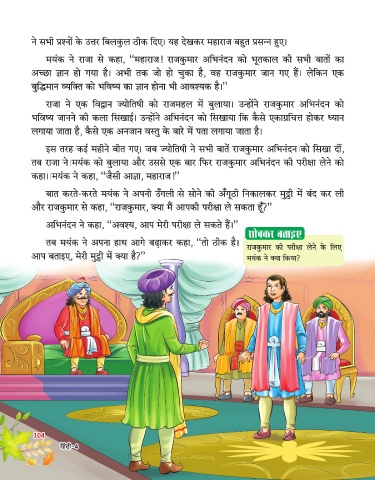 ने सभी प्रश्नों के उत्तर बिलकुल ठीक दिए। यह देखकर महाराज बहुत प्रसन्न हुए।
मयंक ने राजा से कहा, “महाराज! राजकुमार अभिनंदन को भूतकाल की सभी बातों का
अच्छा ज्ञान हो गया है। अभी तक जो हो चुका है, वह राजकुमार जान गए हैं। लेकिन एक
बुद्धिमान व्यक्ति को भविष्य का ज्ञान होना भी आवश्यक है।”
राजा ने एक विद्वान ज्योतिषी को राजमहल में बुलाया। उन्होंने राजकुमार अभिनंदन को
भविष्य जानने की कला सिखाई। उन्होंने अभिनंदन को सिखाया कि कैसे एकाग्रचित्त होकर ध्यान
लगाया जाता है, कैसे एक अनजान वस्तु के बारे में पता लगाया जाता है।
इस तरह कई महीने बीत गए। जब ज्योतिषी ने सभी बातें राजकुमार अभिनंदन को सिखा दीं,
तब राजा ने मयंक को बुलाया और उससे एक बार फिर राजकुमार अभिनंदन की परीक्षा लेने को
कहा। मयंक ने कहा, “जैसी आज्ञा, महाराज!”
बात करते-करते मयंक ने अपनी उँगली से सोने की अँगूठी निकालकर मुट्ठी में बंद कर ली
और राजकुमार से कहा, “राजकुमार, क्या मैं आपकी परीक्षा ले सकता हूँ?”
अभिनंदन ने कहा, “अवश्य, आप मेरी परीक्षा ले सकते हैं।”
तब मयंक ने अपना हाथ आगे बढ़ाकर कहा, “तो ठीक है।
आप बताइए, मेरी मुट्ठी में क्या है?”
सोचकर बताइए
राजकुमार की परीक्षा लेने के लिए
मयंक ने क्या किया?
104
हिंदी-4